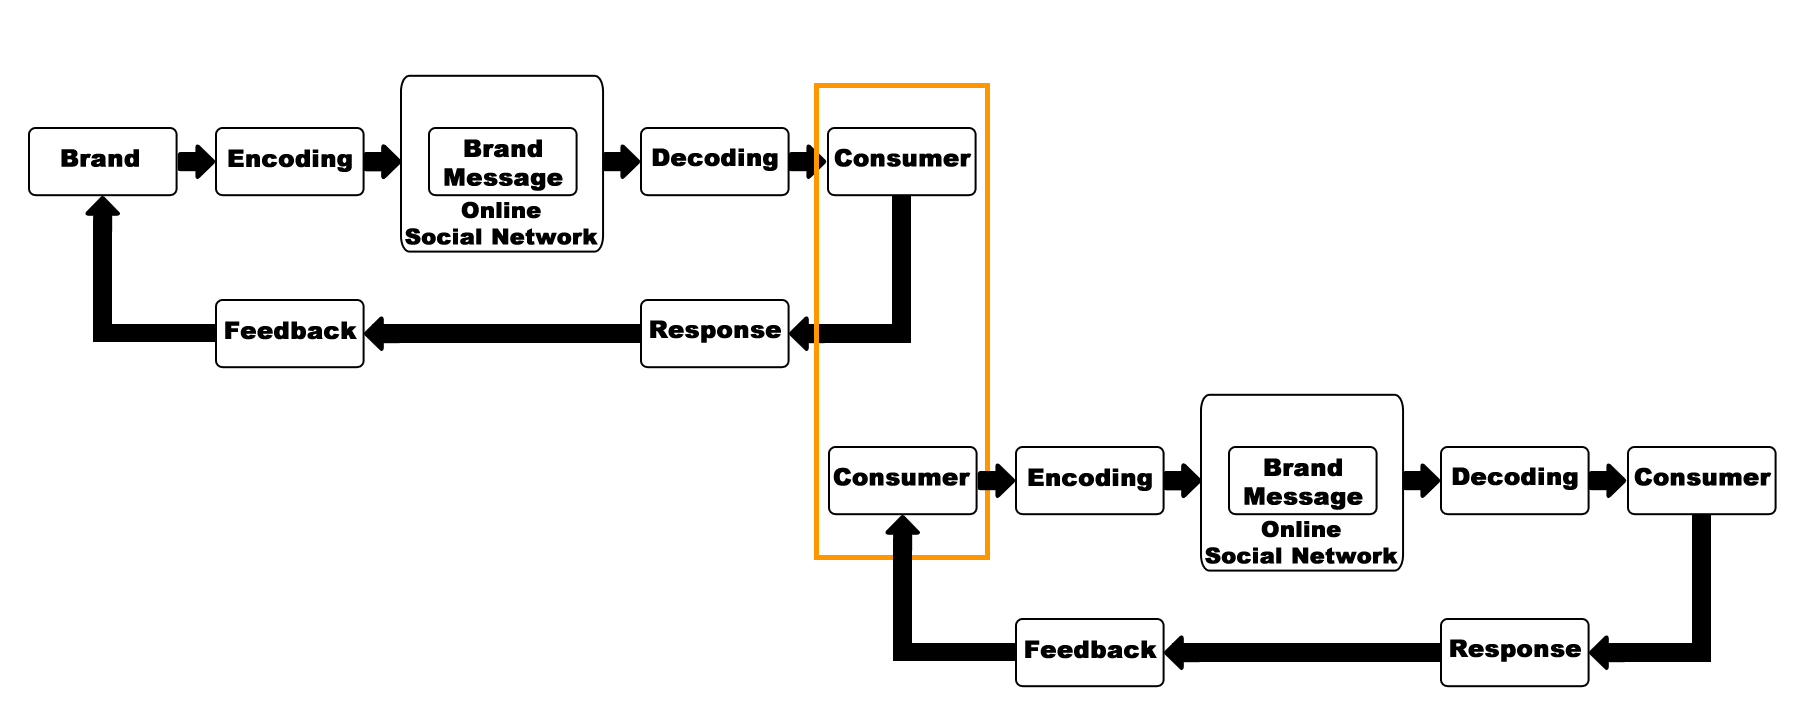 Brand
Encoding
Brand
Message
Online
Social Network
Decoding
Consumer
Feedback
Response
Consumer
Encoding
Brand
Message
Online
Social Network
Decoding
Consumer
Feedback
Response